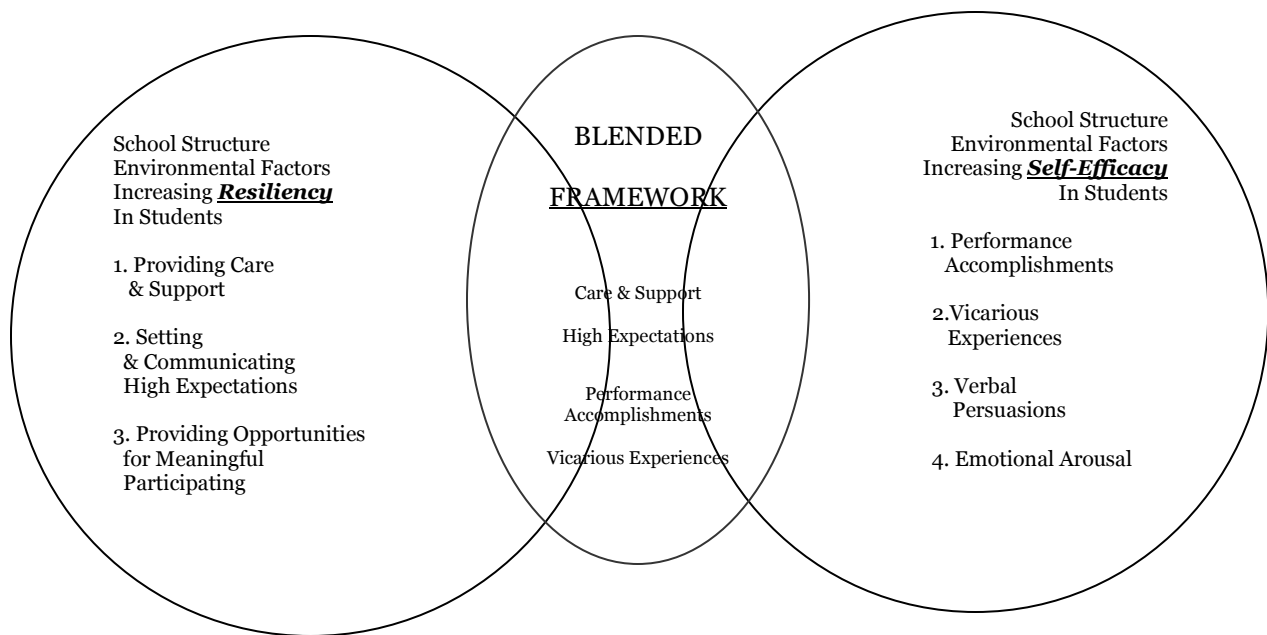 School Structure
Environmental Factors
Increasing Resiliency
In Students
1. Providing Care
& Support
2. Setting
& Communicating
High Expectations
3. Providing Opportunities
for Meaningful
Participating
BLENDED
FRAMEWORK
Care & Support
High Expectations
Performance
Accomplishments
Vicarious Experiences
School Structure
Environmental Factors
Increasing Self-Efficacy
In Students
1. Performance
Accomplishments
2.Vicarious
Experiences
3. Verbal
Persuasions
4. Emotional Arousal